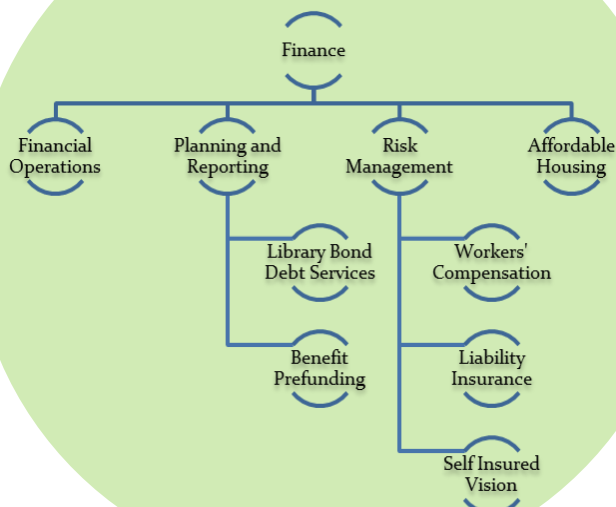 Finance
Financial
Operations
Planning and
Reporting
Risk
Management
Affordable
Housing
Library Bond
Debt Services
Workers'
Compensation
Benefit
Prefunding
Liability
Insurance
Self Insured
Vision